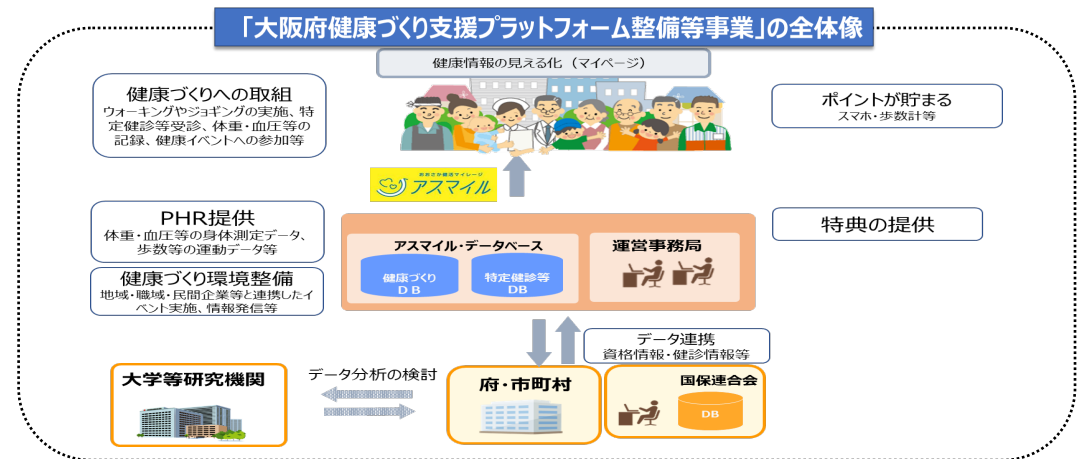 「大阪府健康づくり支援プラットフォーム整備等事業」の全体像
健康情報の見える化（マイページ）
健康づくりへの取組
ウォーキングやジョギングの実施、特
定健診等受診、体重・血圧等の
記録、健康イベントへの参加等
ポイントが貯まる
スマホ・歩数計等
おおさか健活マイレージ
アスマイル
PHR提供
体重・血圧等の身体測定データ、
歩数等の運動データ等
特典の提供
アスマイル・データベース
健康づくり
ＤＢ
特定健診等
DB
運営事務局
健康づくり環境整備
地域・職域・民間企業等と連携したイ
ベント実施、情報発信等
データ連携
資格情報・健診情報等
大学等研究機関
データ分析の検討
府・市町村
国保連合会
DB